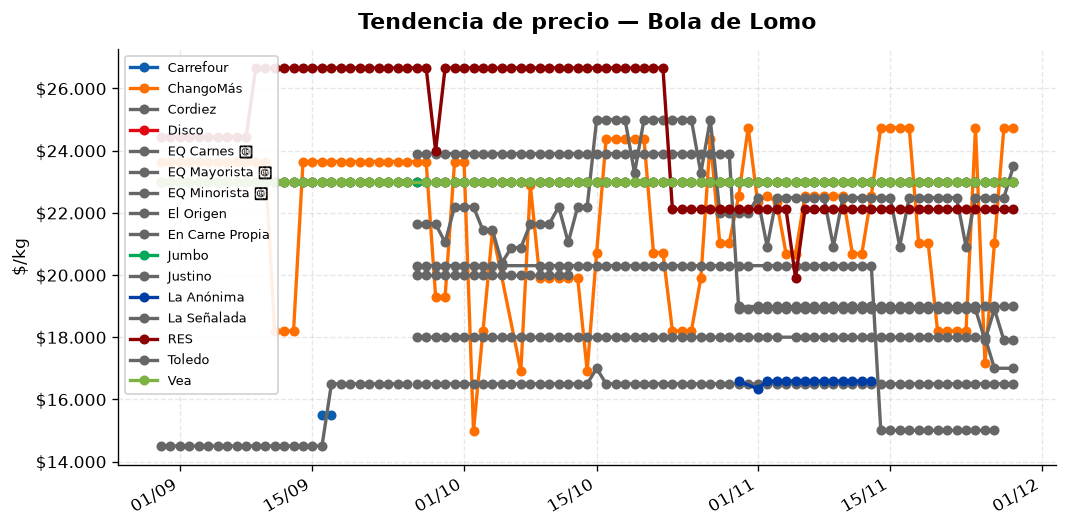 Tendencia de precio — Bola de Lomo
$/kg
$26.000
$24.000
$22.000
$20.000
$18.000
$16.000
$14.000
Carrefour
ChangoMás
Cordiez
Disco
EQ Carnes
EQ Mayorista
EQ Minorista
El Origen
En Carne Propia
Jumbo
Justino
La Anónima
La Señalada
RES
Toledo
Vea
01/09
15/09
01/10
15/10
01/11
15/11
01/12